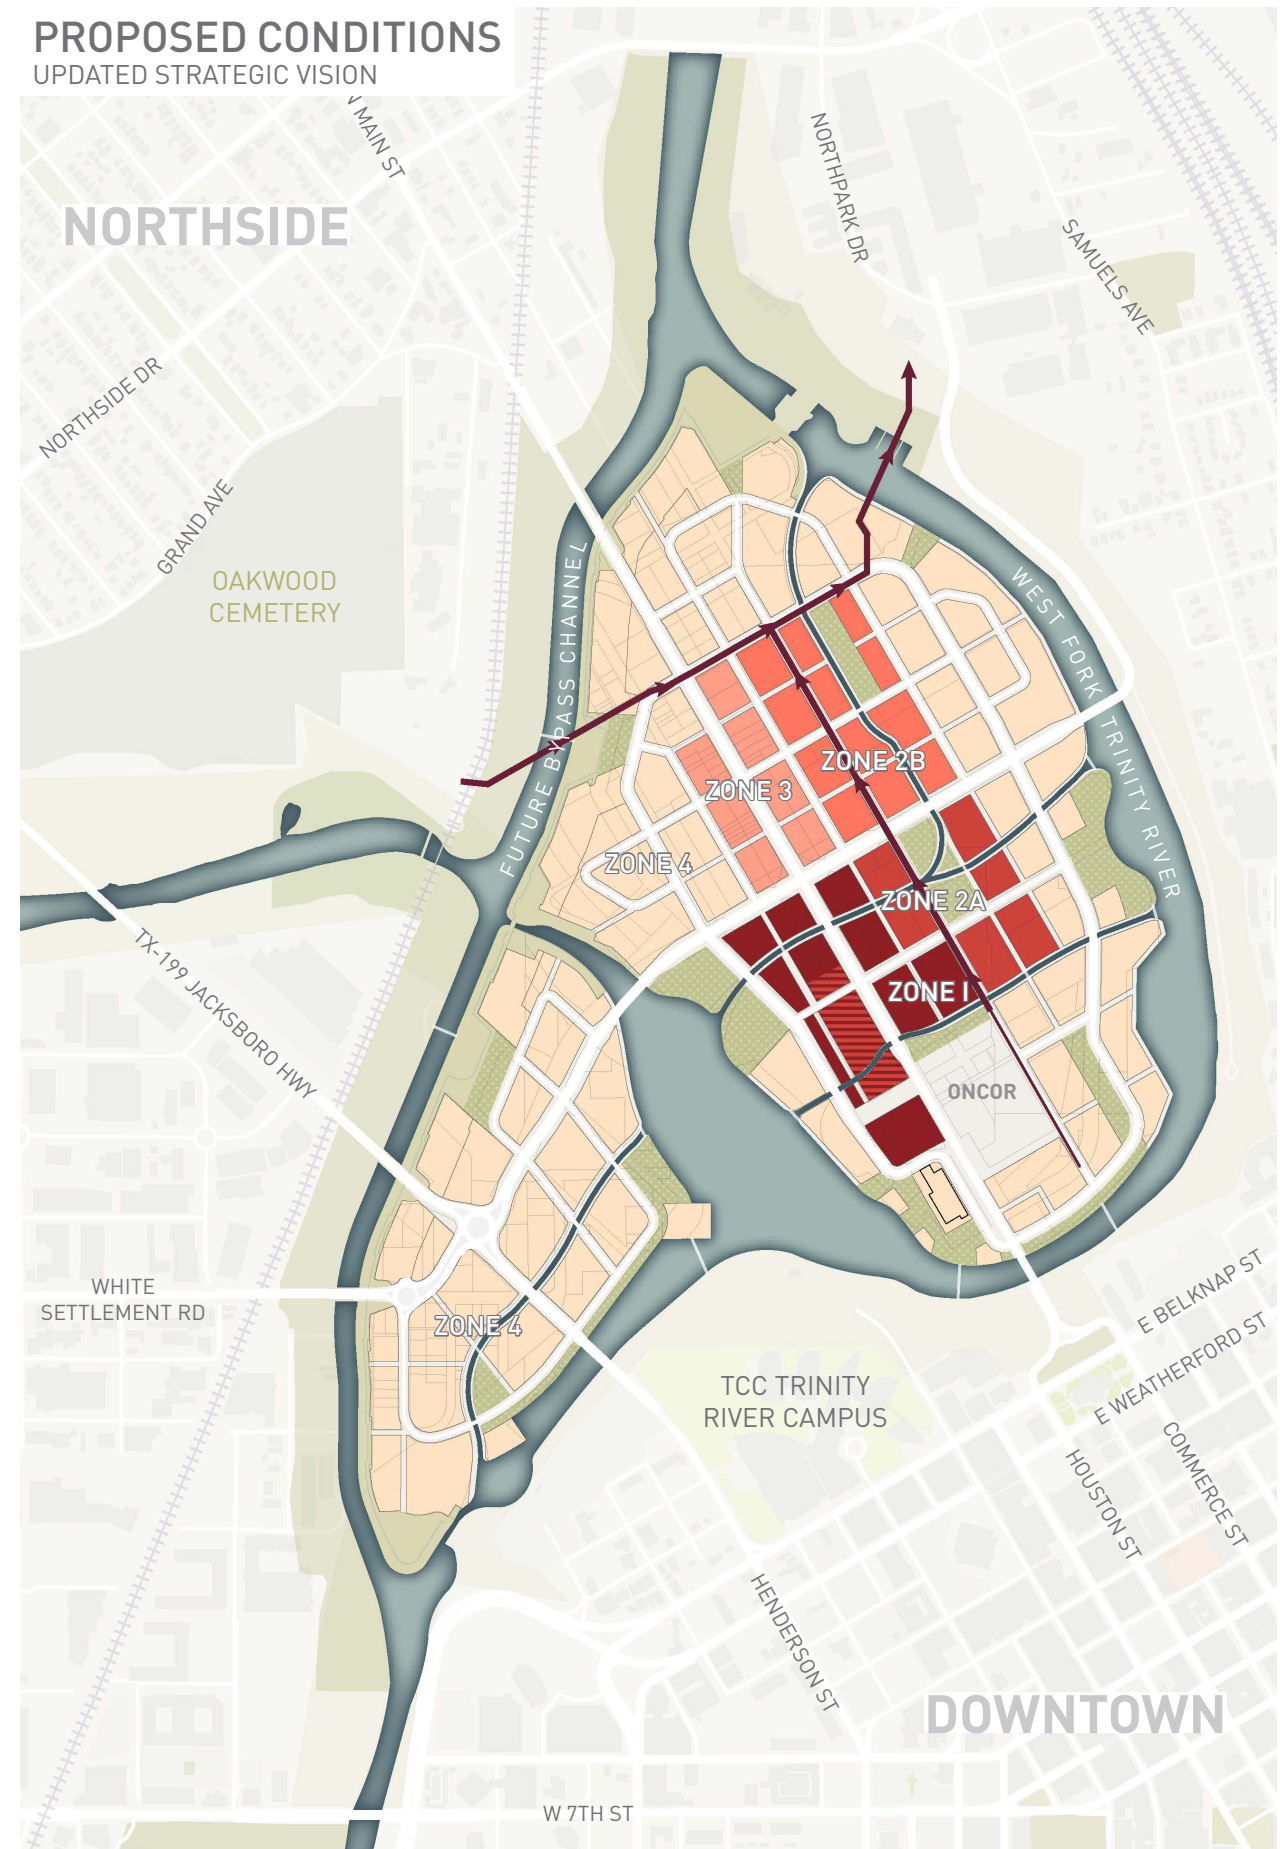 PROPOSED CONDITIONS
UPDATED STRATEGIC VISION
N MAIN ST
NORTHPARK DR
NORTHSIDE
SAMUELS AVE
NORTHSIDE DR
GRAND AVE
OAKWOOD
CEMETERY
FUTURE BYPASS CHANNEL
WEST FORK TRINITY RIVER
ZONE 2B
ZONE 3
ZONE 4
ZONE 2A
ZONE I
TX-199 JACKSBORO HWY
ONCOR
WHITE
SETTLEMENT RD
ZONE 4
E BELKNAP ST
E WEATHERFORD ST
TCC TRINITY
RIVER CAMPUS
HOUSTON ST
COMMERCE ST
HENDERSON ST
DOWNTOWN
W 7TH ST